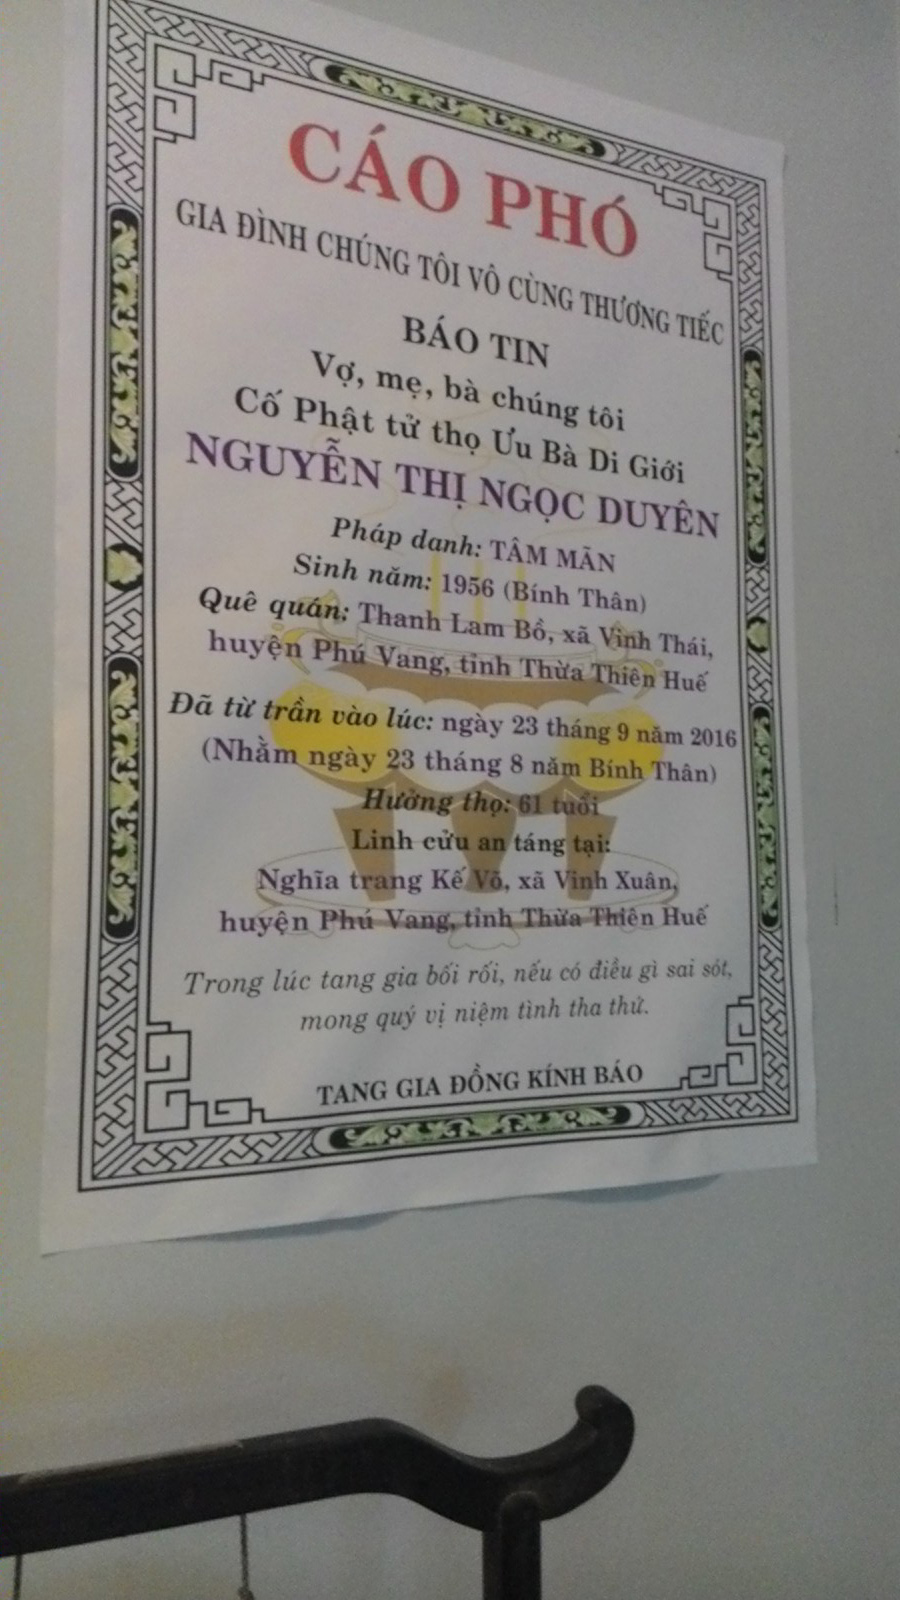 CÁO PHÓ
GIA ĐÌNH CHÚNG TÔI VÔ CÙNG THƯƠNG TIẾC
BÁO TIN
Vợ, mẹ, bà chúng tôi
Cố Phật tử thọ Ưu Bà Di Giới
NGUYỄN THỊ NGỌC DUYÊN
Pháp danh: TÂM MÃN
Sinh năm: 1956 (Bính Thân)
Quê quán: Thanh Lam Bồ, xã Vinh Thái,
huyện Phú Vang, tỉnh Thừa Thiên Huế
Đã từ trần vào lúc: ngày 23 tháng 9 năm 2016
(Nhằm ngày 23 tháng 8 năm Bính Thân)
Hưởng thọ: 61 tuổi
Linh cửu an táng tại:
Nghĩa trang Kế Võ, xã Vinh Xuân,
huyện Phú Vang, tỉnh Thừa Thiên Huế
Trong lúc tang gia bối rối, nếu có điều gì sai sót,
mong quý vị niệm tình tha thứ.
TANG GIA ĐỒNG KÍNH BÁO